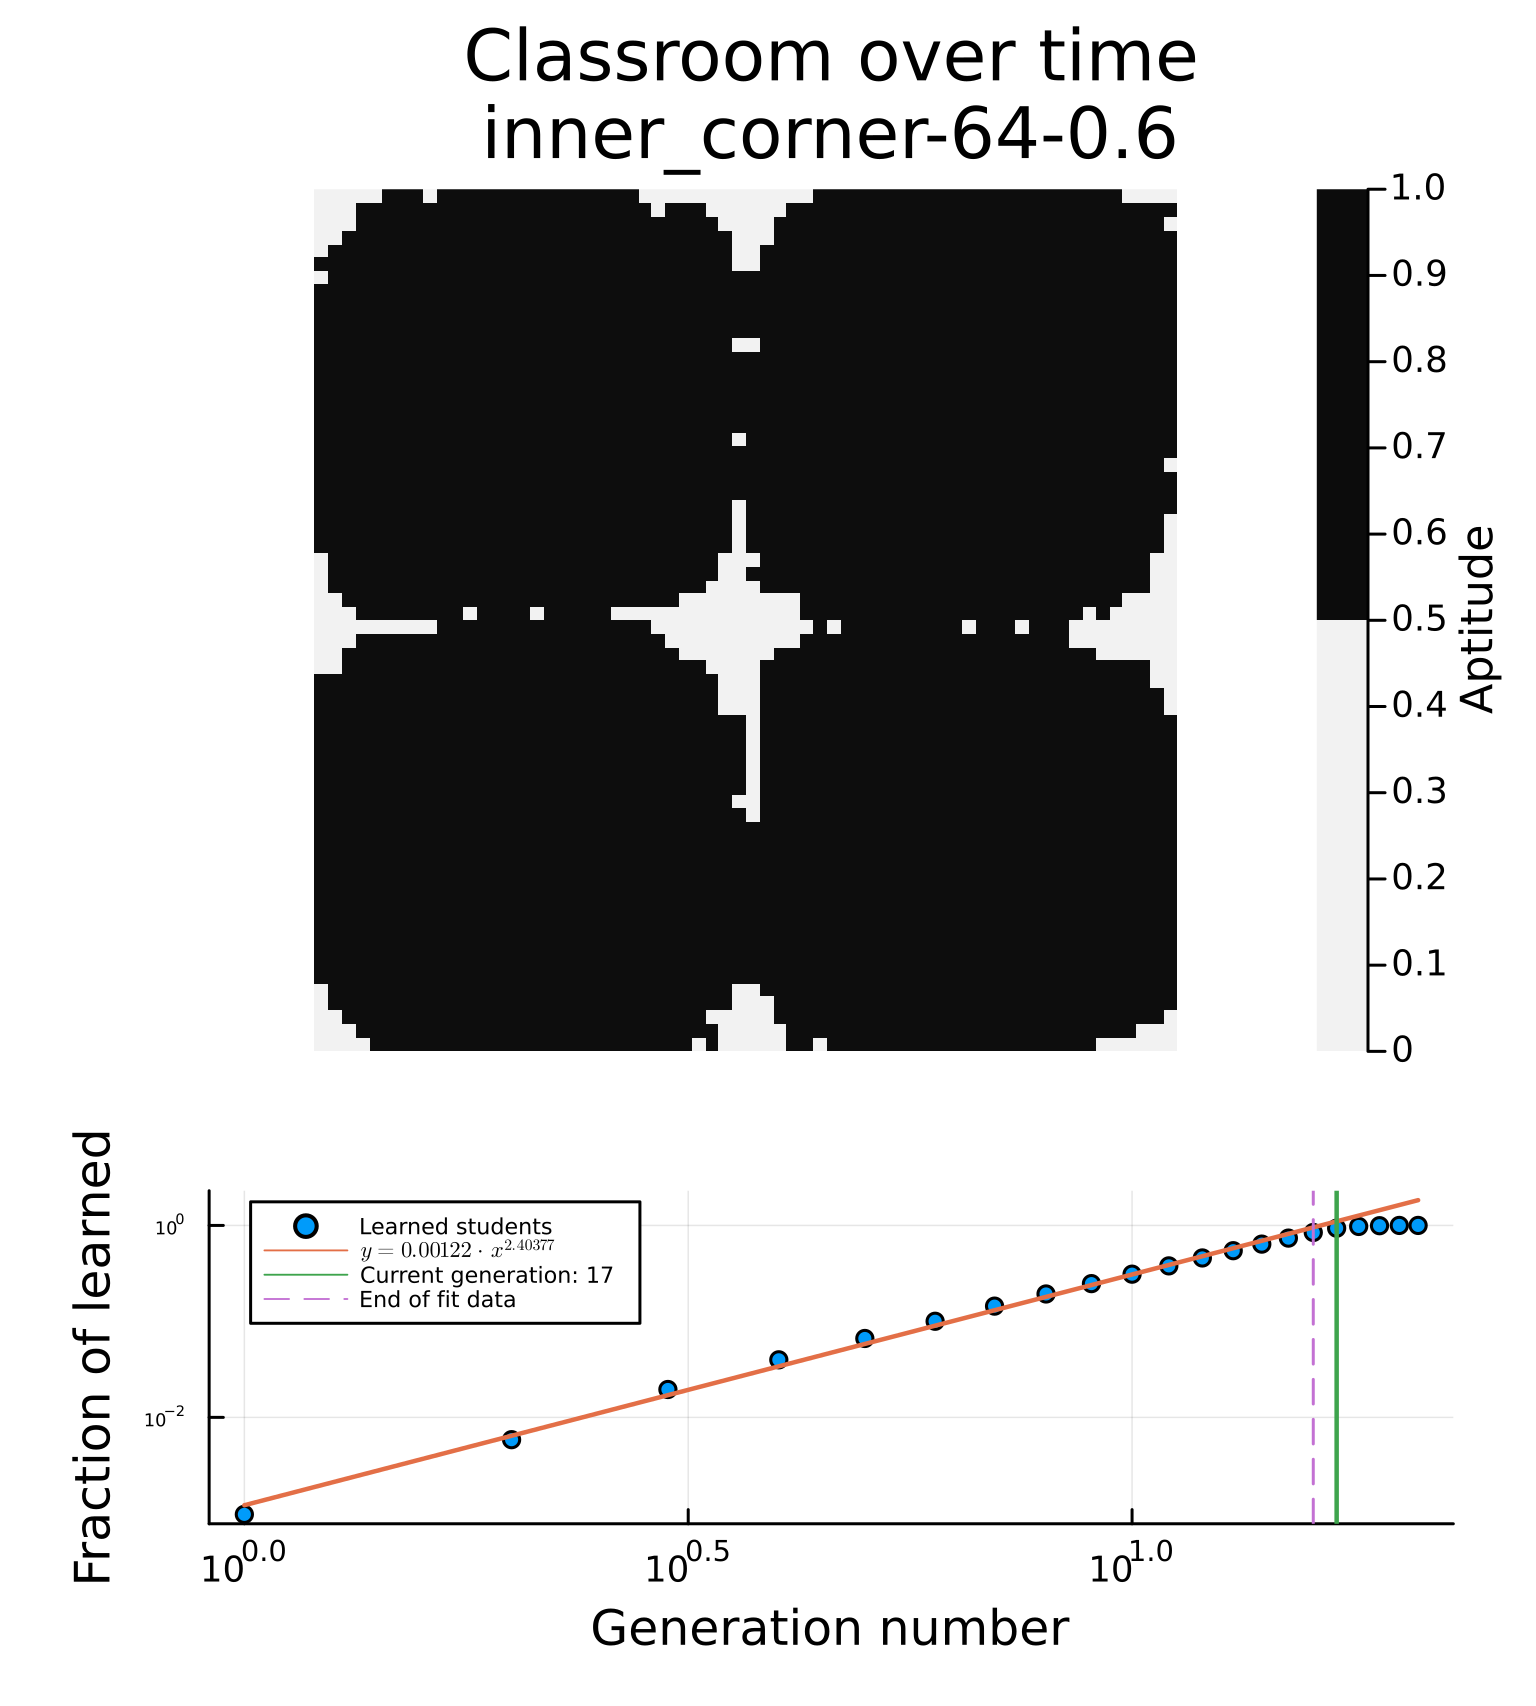 Classroom over time
inner_corner-64-0.6
1.0
0.9
0.8
0.7
0.6
0.5
0.4
0.3
0.2
0.1
0
Aptitude
Fraction of learned
10^0
10^−2
Learned students
y = 0.00122 · x^2.40377
Current generation: 17
End of fit data
10^0.0
10^0.5
10^1.0
Generation number